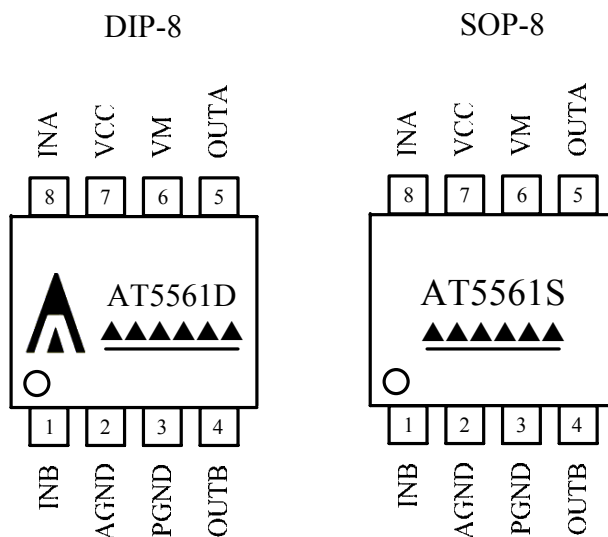 DIP-8
SOP-8
INA VCC VM OUTA
8 7 6 5
AT5561D
1 2 3 4
INB AGND PGND OUTB
INA VCC VM OUTA
8 7 6 5
AT5561S
1 2 3 4
INB AGND PGND OUTB